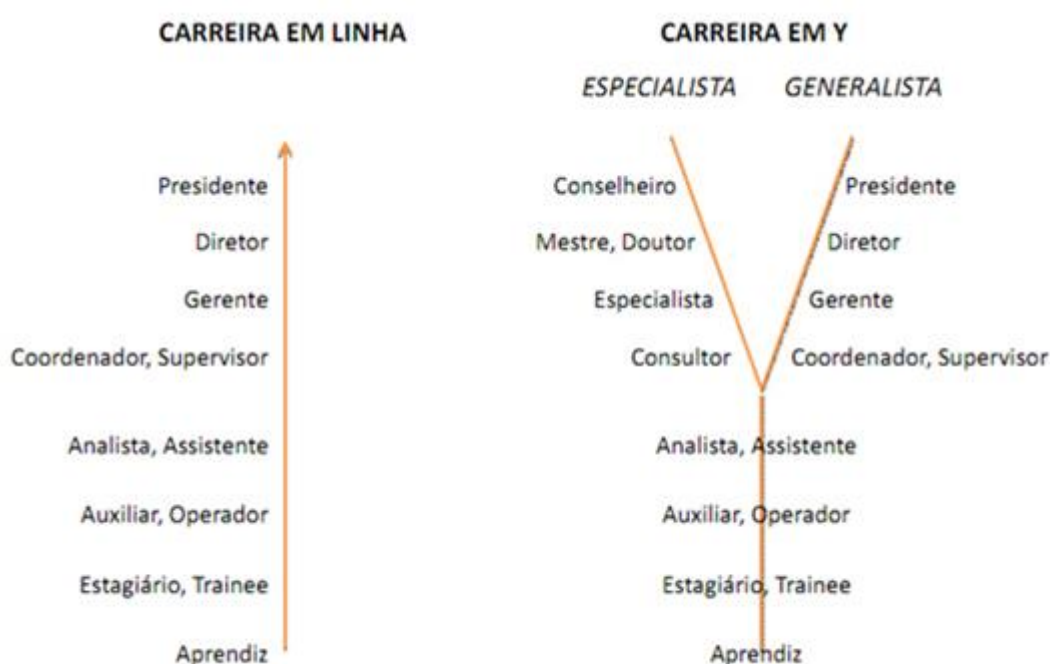 CARREIRA EM LINHA
Presidente
Diretor
Gerente
Coordenador, Supervisor
Analista, Assistente
Auxiliar, Operador
Estagiário, Trainee
Aprendiz
CARREIRA EM Y
ESPECIALISTA GENERALISTA
Conselheiro Presidente
Mestre, Doutor Diretor
Especialista Gerente
Consultor Coordenador, Supervisor
Analista, Assistente
Auxiliar, Operador
Estagiário, Trainee
Aprendiz